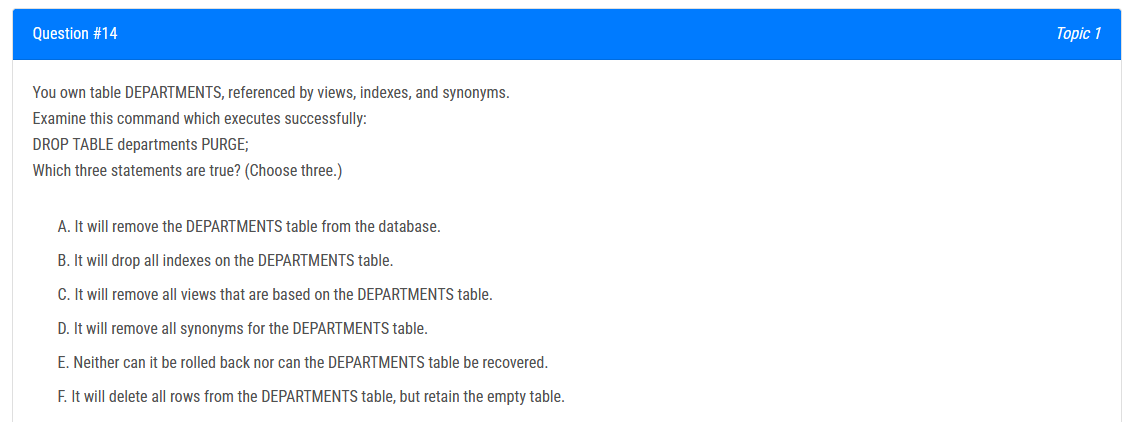 Question #14
Topic 1
You own table DEPARTMENTS, referenced by views, indexes, and synonyms.
Examine this command which executes successfully:
DROP TABLE departments PURGE;
Which three statements are true? (Choose three.)
A. It will remove the DEPARTMENTS table from the database.
B. It will drop all indexes on the DEPARTMENTS table.
C. It will remove all views that are based on the DEPARTMENTS table.
D. It will remove all synonyms for the DEPARTMENTS table.
E. Neither can it be rolled back nor can the DEPARTMENTS table be recovered.
F. It will delete all rows from the DEPARTMENTS table, but retain the empty table.